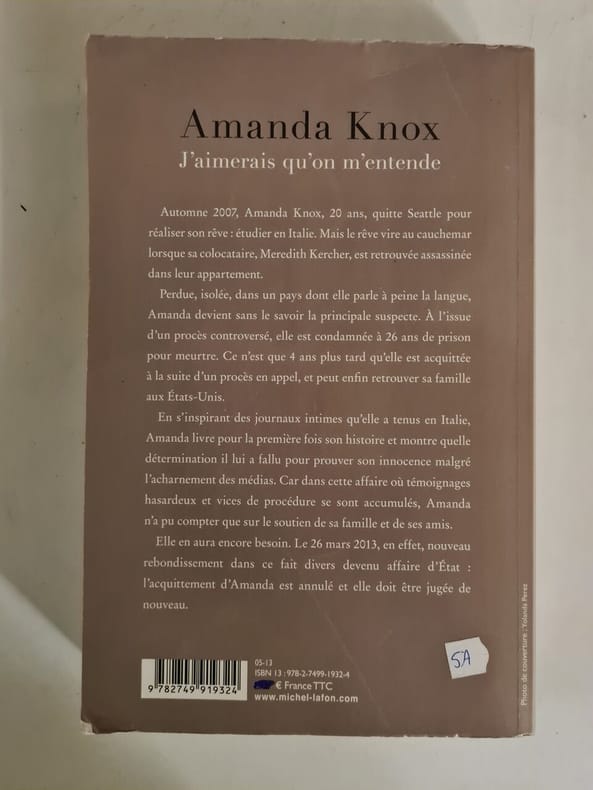 Amanda Knox
J'aimerais qu'on m'entende
Automne 2007, Amanda Knox, 20 ans, quitte Seattle pour
réaliser son rêve : étudier en Italie. Mais le rêve vire au cauchemar
lorsque sa colocataire, Meredith Kercher, est retrouvée assassinée
dans leur appartement.
Perdue, isolée, dans un pays dont elle parle à peine la langue,
Amanda devient sans le savoir la principale suspecte. À l'issue
d'un procès controversé, elle est condamnée à 26 ans de prison
pour meurtre. Ce n'est que 4 ans plus tard qu'elle est acquittée
à la suite d'un procès en appel, et peut enfin retrouver sa famille
aux États-Unis.
En s'inspirant des journaux intimes qu'elle a tenus en Italie,
Amanda livre pour la première fois son histoire et montre quelle
détermination il lui a fallu pour prouver son innocence malgré
l'acharnement des médias. Car dans cette affaire où témoignages
hasardeux et vices de procédure se sont accumulés, Amanda
n'a pu compter que sur le soutien de sa famille et de ses amis.
Elle en aura encore besoin. Le 26 mars 2013, en effet, nouveau
rebondissement dans ce fait divers devenu affaire d'État :
l'acquittement d'Amanda est annulé et elle doit être jugée de
nouveau.
Photo de couverture : Yolanda Perez
5A
05-13
ISBN 13 : 978-2-7499-1932-4
€ France TTC
www.michel-lafon.com
9 782749 919324